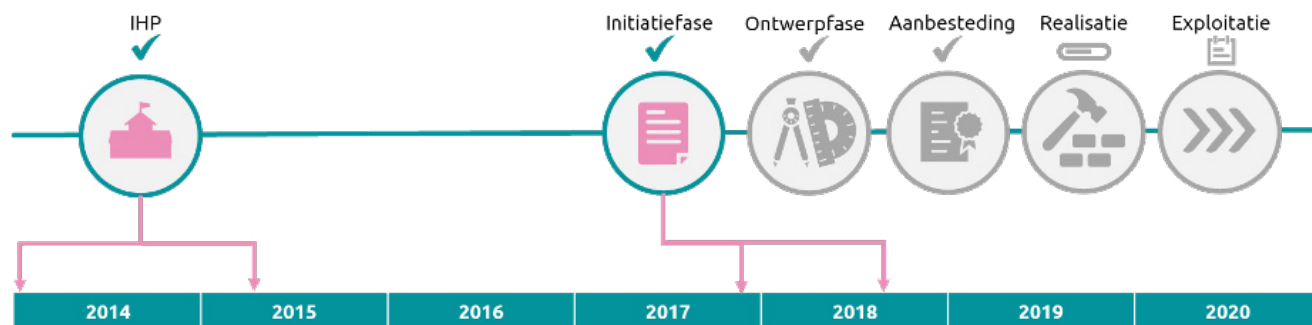 IHP
Initiatiefase
Ontwerpfase
Aanbesteding
Realisatie
Exploitatie
2014
2015
2016
2017
2018
2019
2020